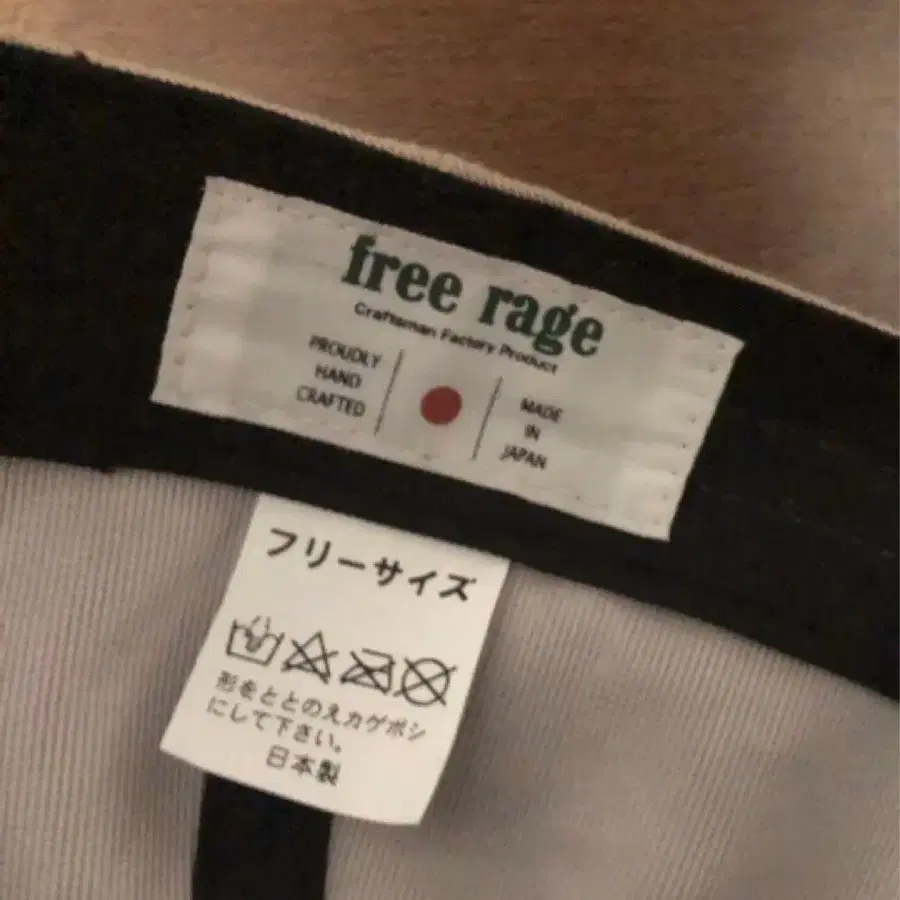 free rage
Craftsman Factory Product
PROUDLY
HAND
CRAFTED
MADE
IN
JAPAN
フリーサイズ
形をととのえカゲボシ
にして下さい。
日本製